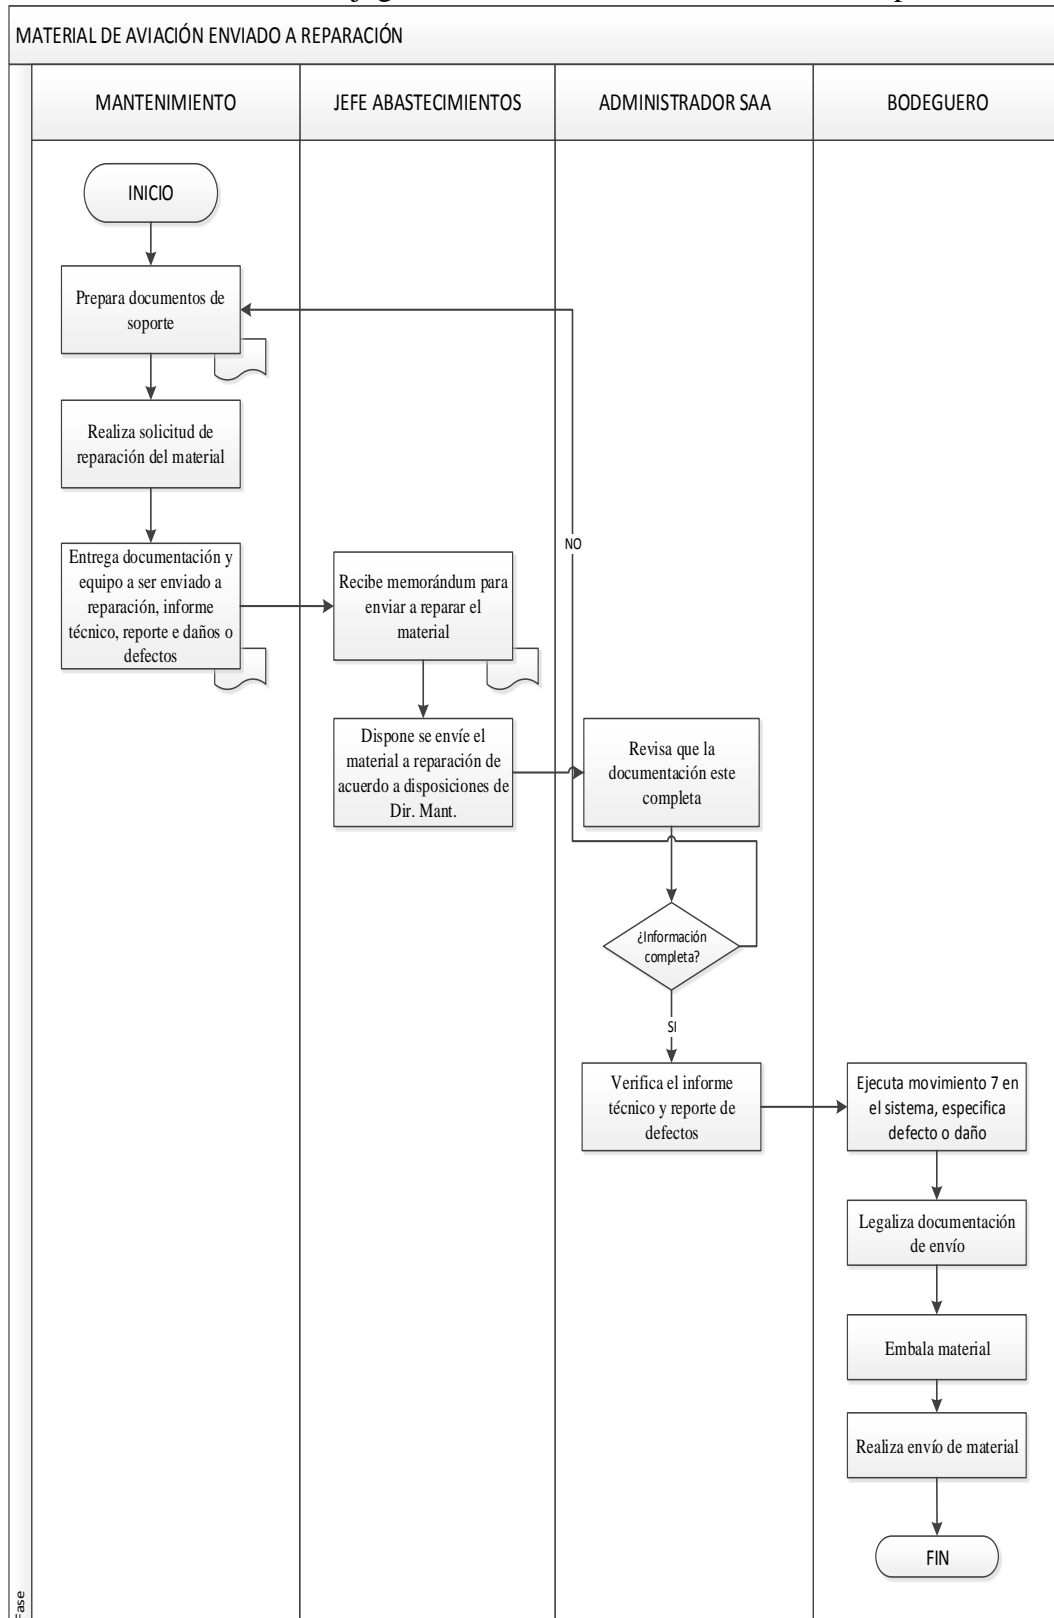 MATERIAL DE AVIACIÓN ENVIADO A REPARACIÓN
MANTENIMIENTO
JEFE ABASTECIMIENTOS
ADMINISTRADOR SAA
BODEGUERO
INICIO
Prepara documentos de
soporte
Realiza solicitud de
reparación del material
Entrega documentación y
equipo a ser enviado a
reparación, informe
técnico, reporte e daños o
defectos
Recibe memorándum para
enviar a reparar el
material
Dispone se envíe el
material a reparación de
acuerdo a disposiciones de
Dir. Mant.
NO
Revisa que la
documentación este
completa
¿Información
completa?
SI
Verifica el informe
técnico y reporte de
defectos
Ejecuta movimiento 7 en
el sistema, especifica
defecto o daño
Legaliza documentación
de envío
Embala material
Realiza envío de material
FIN
Fase